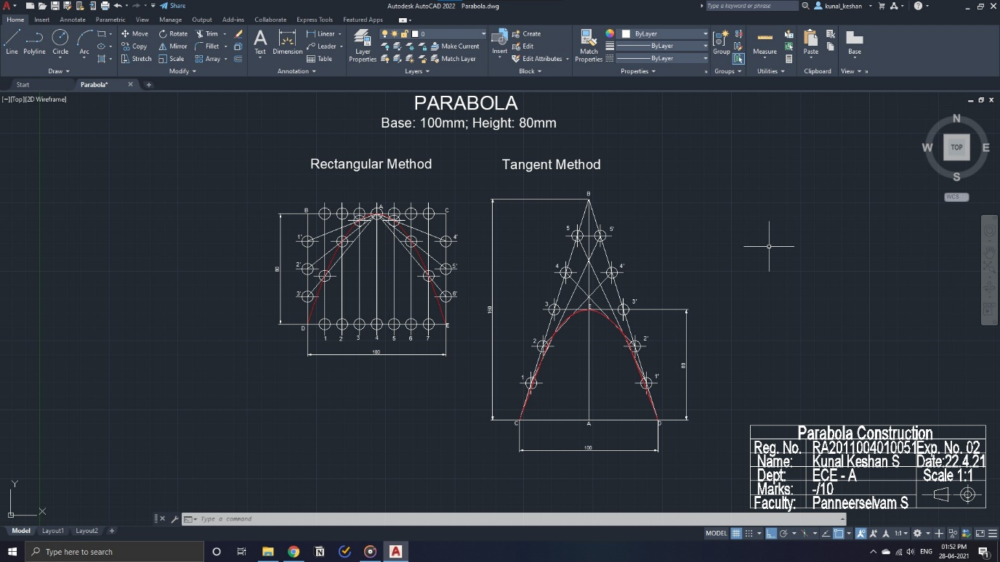 Share
Autodesk AutoCAD 2022 Parabola.dwg
Type a keyword or phrase
kunal_keshan
Home Insert Annotate Parametric View Manage Output Add-ins Collaborate Express Tools Featured Apps
Line Polyline Circle Arc
Move Rotate Trim
Copy Mirror Fillet
Stretch Scale Array
Text Dimension
Linear
Leader
Table
Layer Properties
0
Make Current
Match Layer
Insert
Create
Edit
Edit Attributes
Match Properties
ByLayer
ByLayer
ByLayer
Group
Measure
Paste
Base
Draw Modify Annotation Layers Block Properties Groups Utilities Clipboard View
Start Parabola*
[−][Top][2D Wireframe]
PARABOLA
Base: 100mm; Height: 80mm
N
W TOP E
S
WCS
Rectangular Method
Tangent Method
B A C
1' 4'
2' 5'
3' 6'
80
D E
1 2 3 4 5 6 7
100
B
5 5'
4 4'
3 E 3'
2 2'
1 1'
160
80
C A D
100
Parabola Construction
Reg. No. RA2011004010051 Exp. No. 02
Name: Kunal Keshan S Date:22.4.21
Dept: ECE - A Scale 1:1
Marks: -/10
Faculty: Panneerselvam S
Y
X
Type a command
Model Layout1 Layout2
MODEL 1:1
Type here to search
ENG
01:52 PM
28-04-2021
1